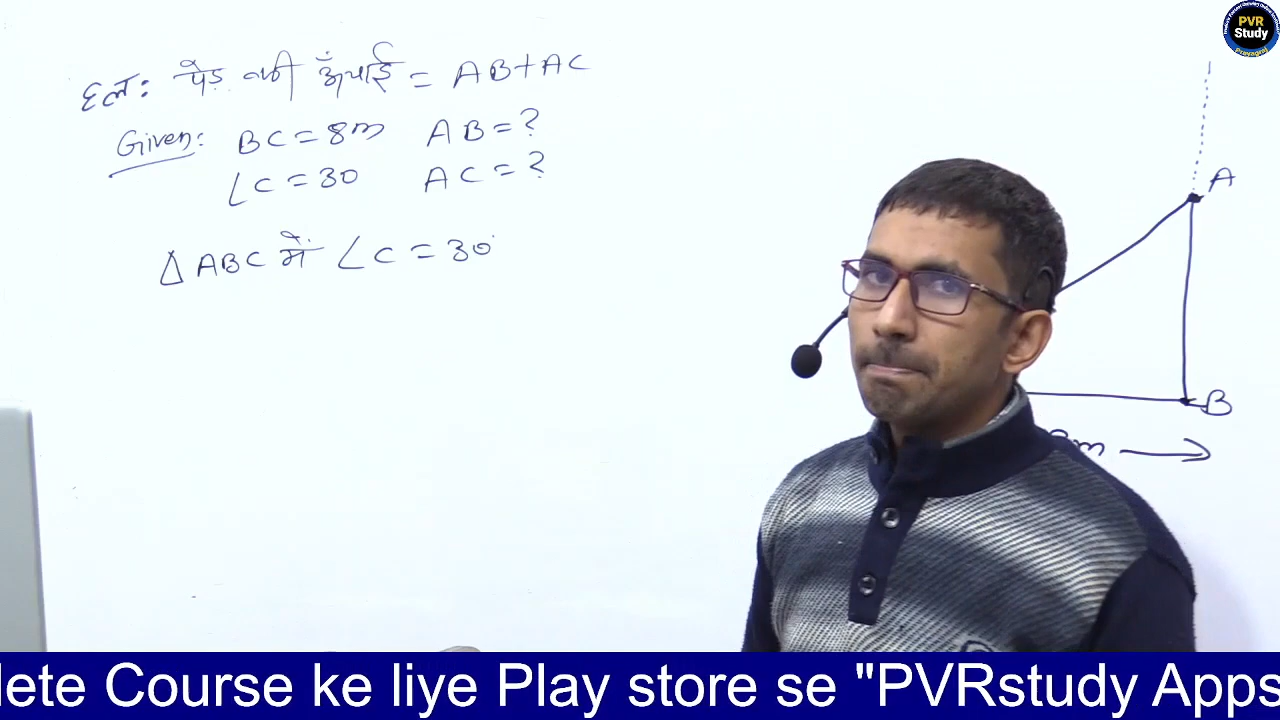 हल: पेड़ की ऊँचाई = AB+AC
Given: BC = 8m AB = ?
∠C = 30 AC = ?
Δ ABC में ∠C = 30°
A
B
m →
PVR
Study
Prayagraj
lete Course ke liye Play store se "PVRstudy Apps